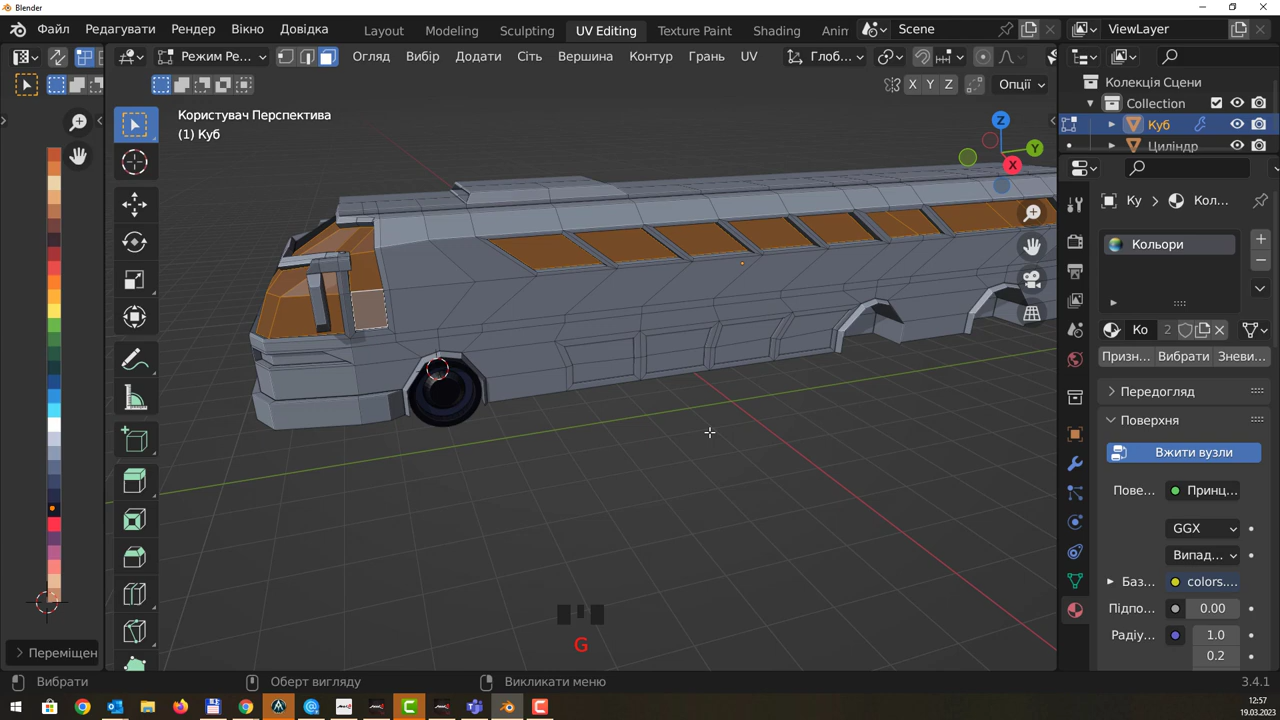 Blender
Файл Редагувати Рендер Вікно Довідка Layout Modeling Sculpting UV Editing Texture Paint Shading Anim Scene ViewLayer
Режим Ре... Огляд Вибір Додати Сіть Вершина Контур Грань UV Глоб...
X Y Z Опції
Колекція Сцени
Collection
Куб
Циліндр
Користувач Перспектива
(1) Куб
Z
Y
X
Ку Кол...
Кольори
Ко 2
Призн... Вибрати Зневи...
Передогляд
Поверхня
Вжити вузли
Пове... Принц...
GGX
Випад...
Баз... colors....
Підпо... 0.00
Радіу... 1.0
0.2
G
Переміщен
Вибрати Оберт вигляду Викликати меню 3.4.1
12:57
19.03.2023